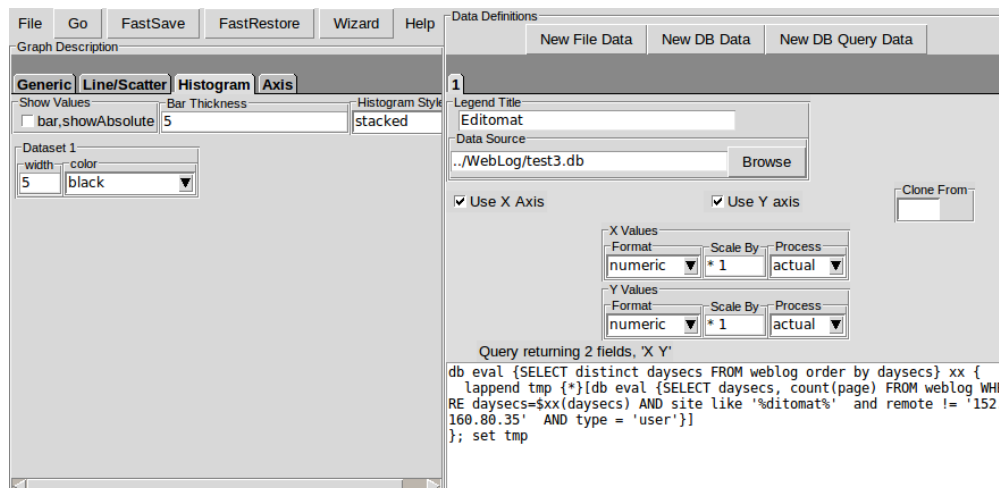 File Go FastSave FastRestore Wizard Help
Graph Description
Generic Line/Scatter Histogram Axis
Show Values Bar Thickness Histogram Style
bar,showAbsolute 5 stacked
Dataset 1
width color
5 black
Data Definitions
New File Data New DB Data New DB Query Data
1
Legend Title
Editomat
Data Source
../WebLog/test3.db Browse
Use X Axis Use Y axis Clone From
X Values
Format Scale By Process
numeric * 1 actual
Y Values
Format Scale By Process
numeric * 1 actual
Query returning 2 fields, 'X Y'
db eval {SELECT distinct daysecs FROM weblog order by daysecs} xx {
lappend tmp {*}[db eval {SELECT daysecs, count(page) FROM weblog WHE
RE daysecs=$xx(daysecs) AND site like '%ditomat%' and remote != '152
160.80.35' AND type = 'user'}]
}; set tmp